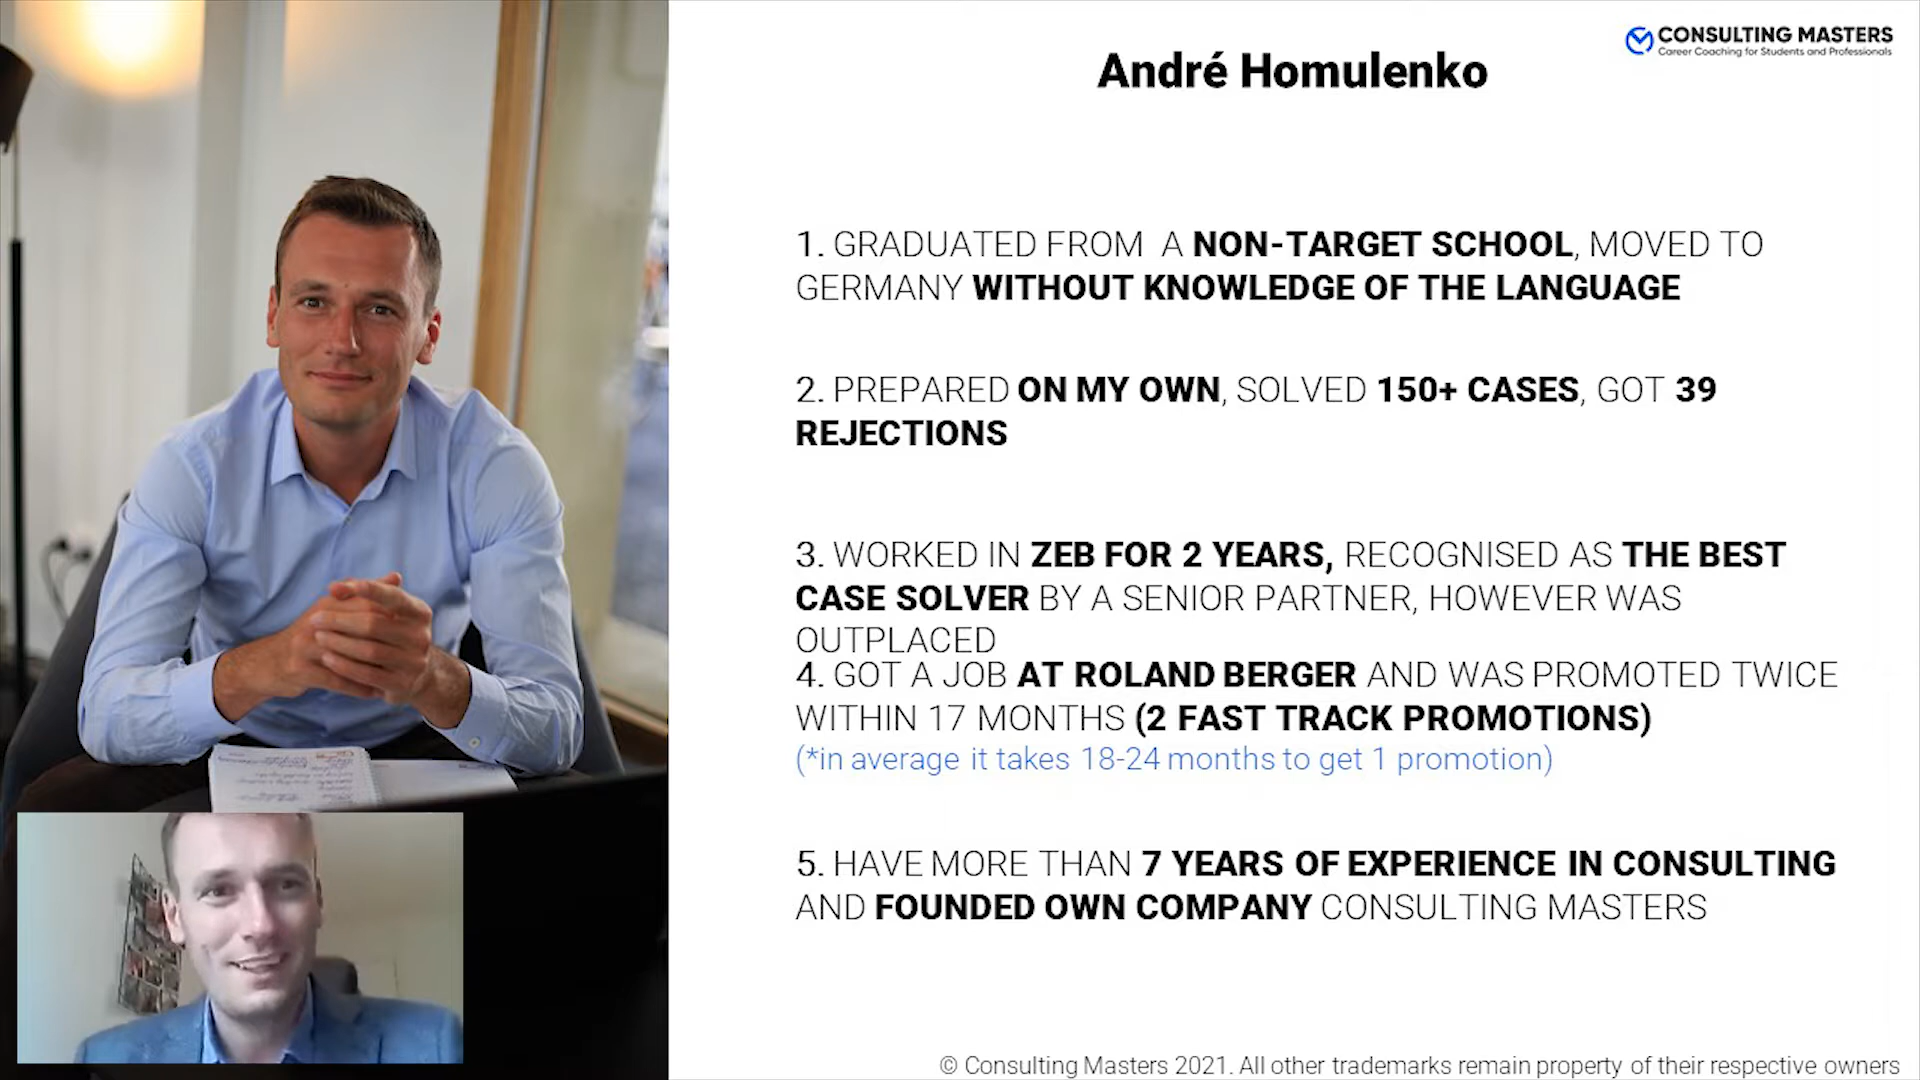 CONSULTING MASTERS
Career Coaching for Students and Professionals
André Homulenko
1. GRADUATED FROM A NON-TARGET SCHOOL, MOVED TO
GERMANY WITHOUT KNOWLEDGE OF THE LANGUAGE
2. PREPARED ON MY OWN, SOLVED 150+ CASES, GOT 39
REJECTIONS
3. WORKED IN ZEB FOR 2 YEARS, RECOGNISED AS THE BEST
CASE SOLVER BY A SENIOR PARTNER, HOWEVER WAS
OUTPLACED
4. GOT A JOB AT ROLAND BERGER AND WAS PROMOTED TWICE
WITHIN 17 MONTHS (2 FAST TRACK PROMOTIONS)
(*in average it takes 18-24 months to get 1 promotion)
5. HAVE MORE THAN 7 YEARS OF EXPERIENCE IN CONSULTING
AND FOUNDED OWN COMPANY CONSULTING MASTERS
© Consulting Masters 2021. All other trademarks remain property of their respective owners